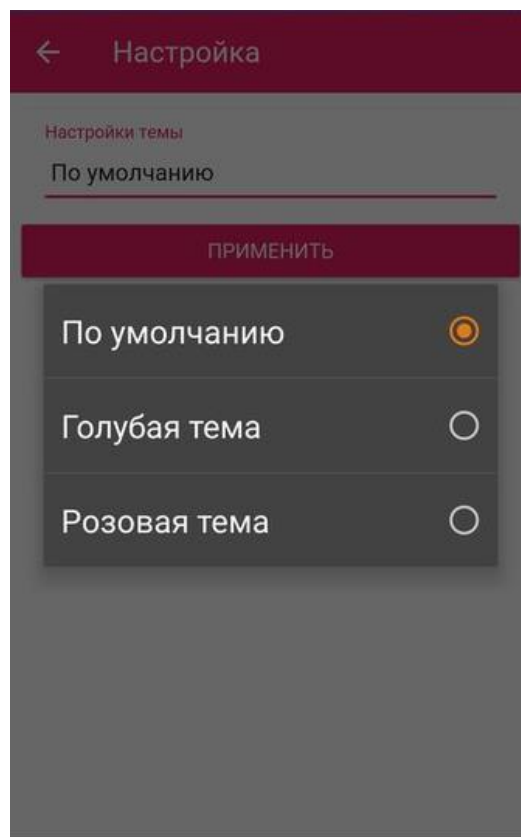 Настройка
Настройки темы
По умолчанию
ПРИМЕНИТЬ
По умолчанию
Голубая тема
Розовая тема